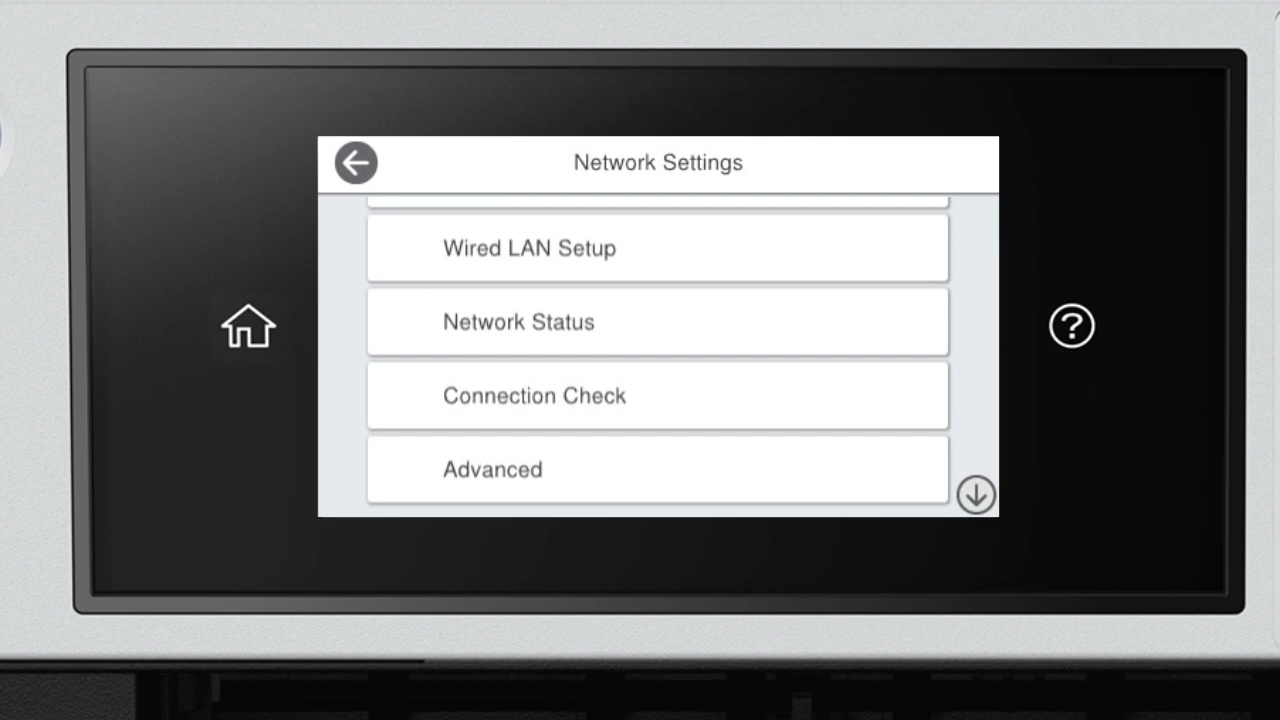 Network Settings
Wired LAN Setup
Network Status
Connection Check
Advanced